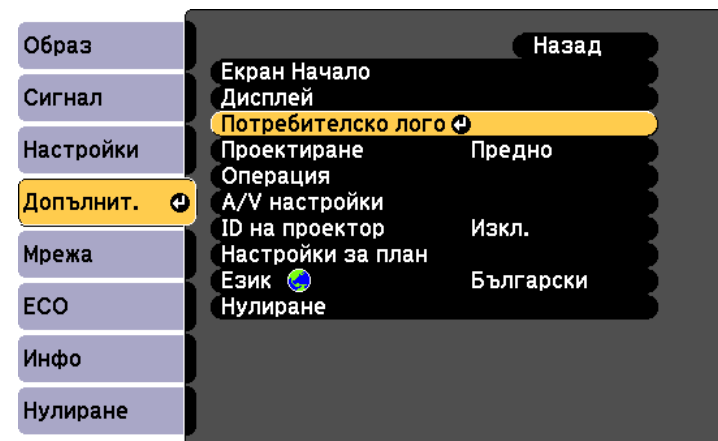 Образ
Сигнал
Настройки
Допълнит.
Мрежа
ECO
Инфо
Нулиране
Назад
Екран Начало
Дисплей
Потребителско лого
Проектиране Предно
Операция
A/V настройки
ID на проектор Изкл.
Настройки за план
Език Български
Нулиране